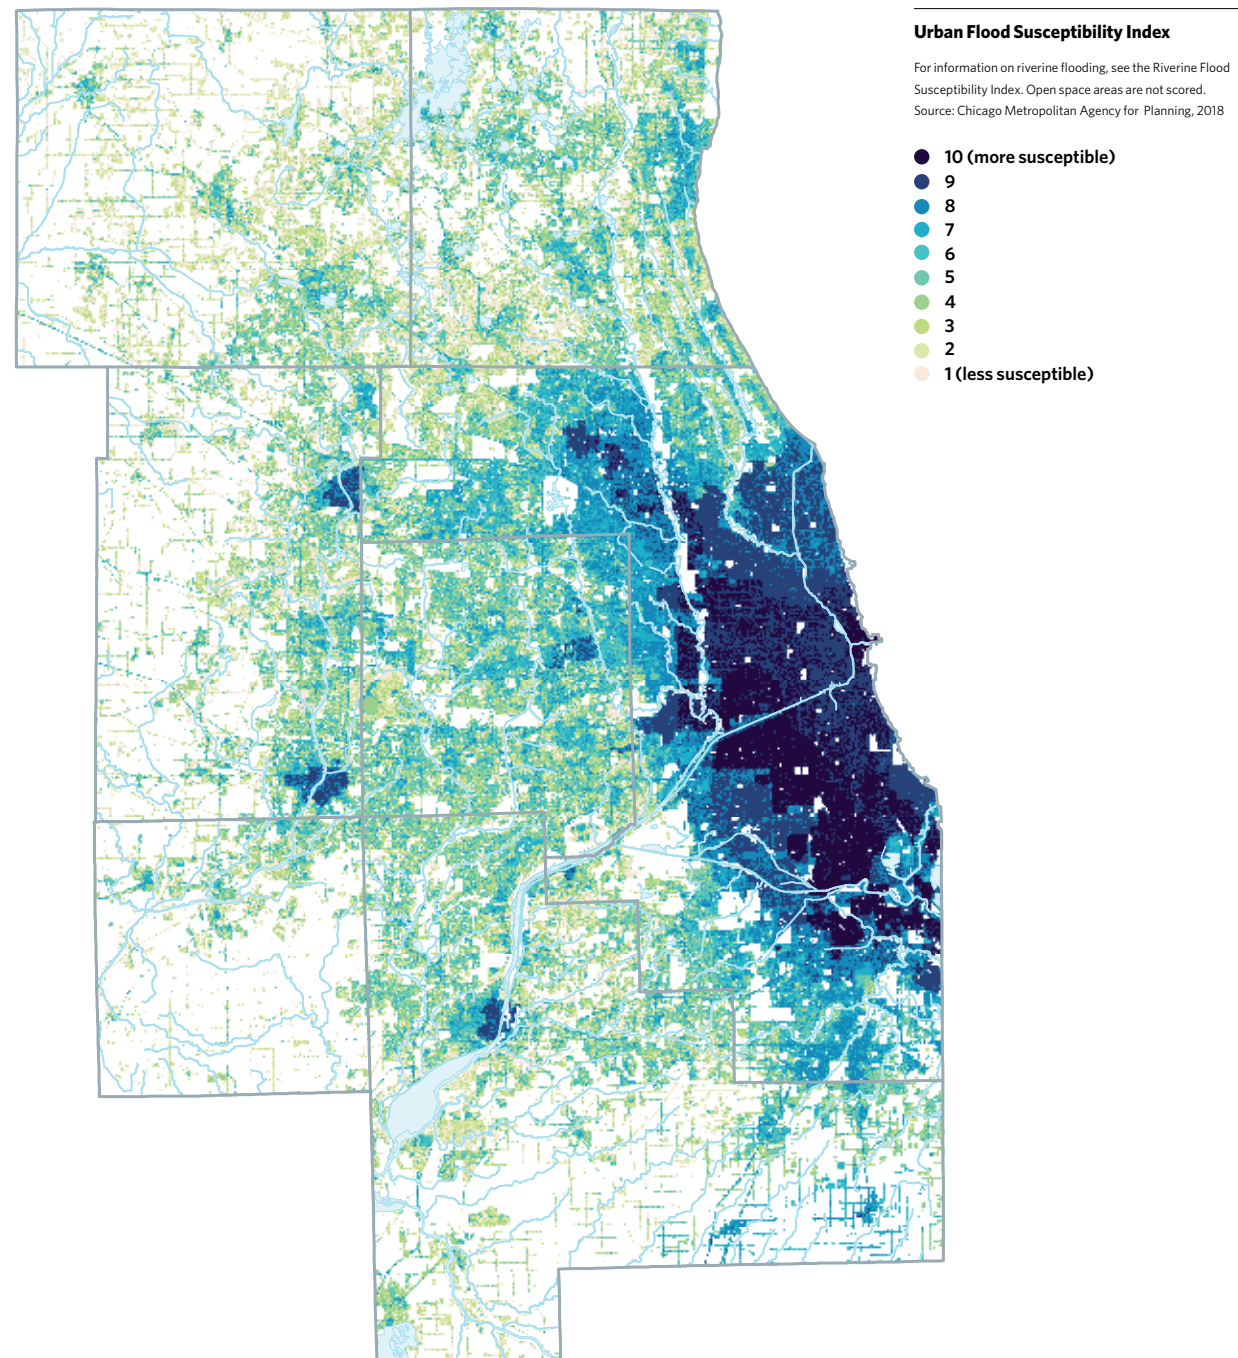 Urban Flood Susceptibility Index
For information on riverine flooding, see the Riverine Flood
Susceptibility Index. Open space areas are not scored.
Source: Chicago Metropolitan Agency for Planning, 2018
10 (more susceptible)
9
8
7
6
5
4
3
2
1 (less susceptible)